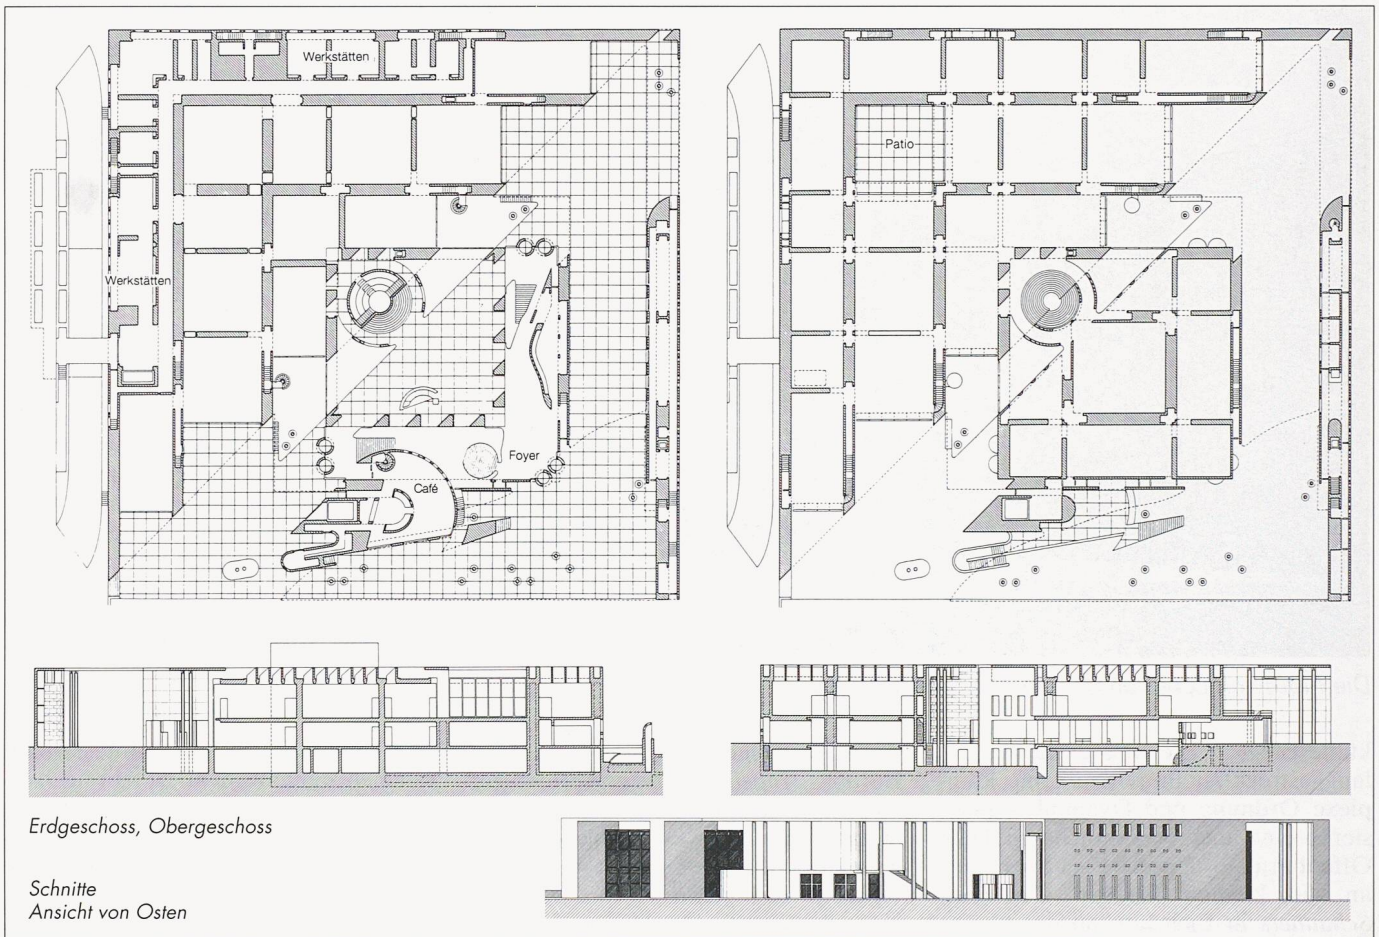 Werkstätten
Werkstätten
Foyer
Café
Patio
Erdgeschoss, Obergeschoss
Schnitte
Ansicht von Osten